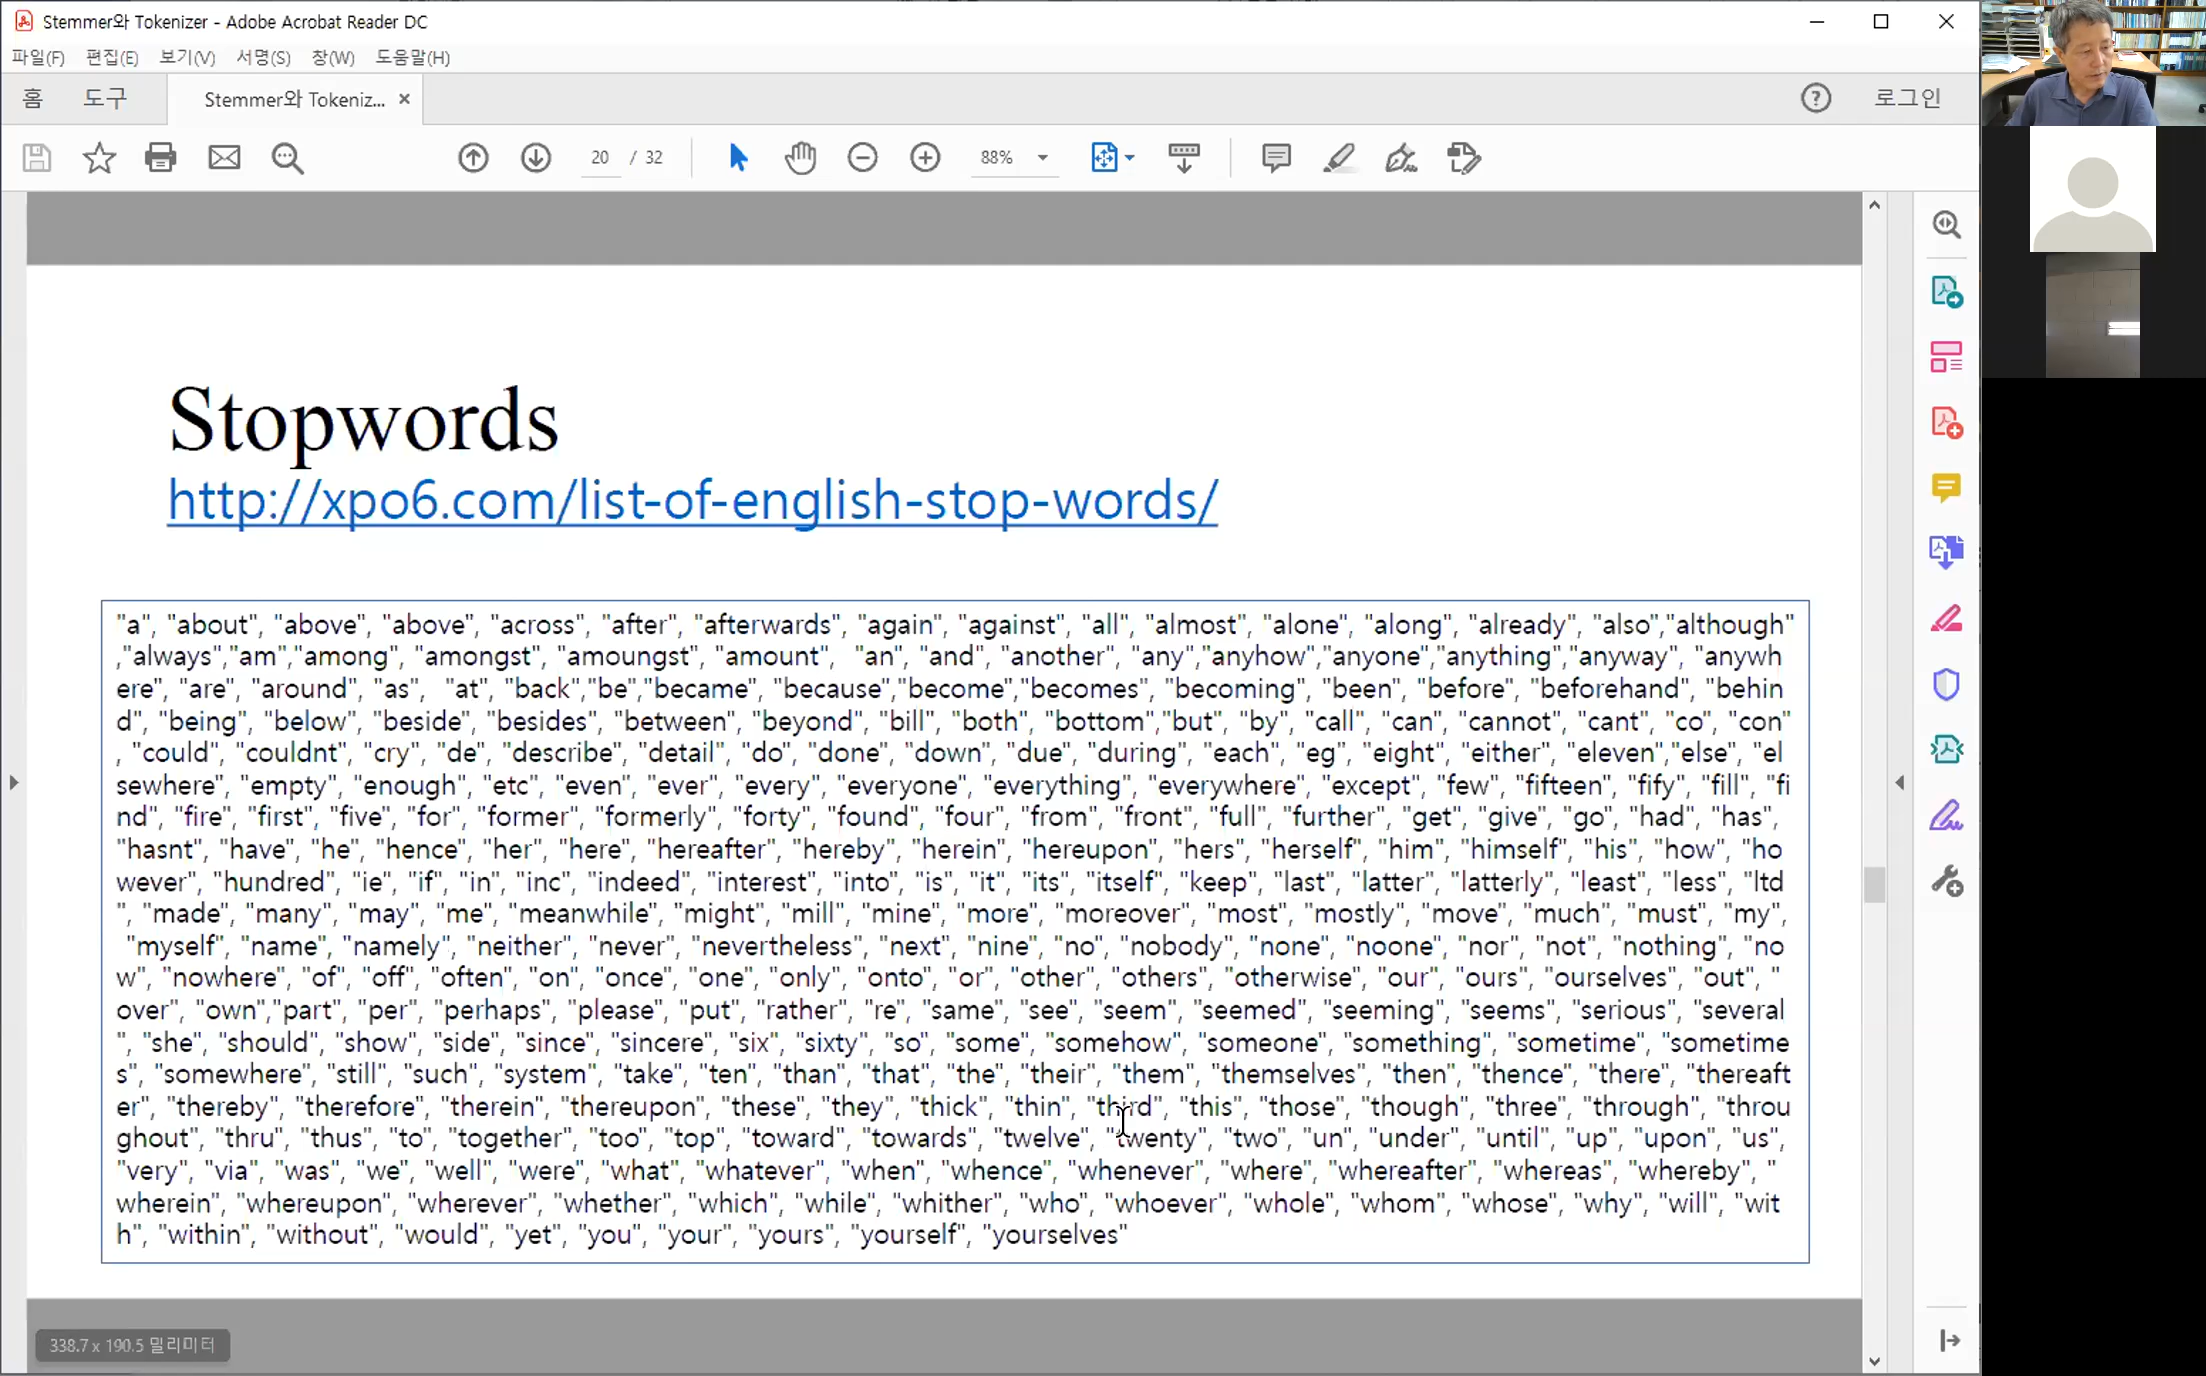 Stemmer와 Tokenizer - Adobe Acrobat Reader DC
파일(F) 편집(E) 보기(V) 서명(S) 창(W) 도움말(H)
홈 도구 Stemmer와 Tokeniz... 로그인
20 / 32 88%
Stopwords
http://xpo6.com/list-of-english-stop-words/
"a", "about", "above", "above", "across", "after", "afterwards", "again", "against", "all", "almost", "alone", "along", "already", "also","although"
,"always","am","among", "amongst", "amoungst", "amount", "an", "and", "another", "any","anyhow","anyone","anything","anyway", "anywh
ere", "are", "around", "as", "at", "back","be","became", "because","become","becomes", "becoming", "been", "before", "beforehand", "behin
d", "being", "below", "beside", "besides", "between", "beyond", "bill", "both", "bottom","but", "by", "call", "can", "cannot", "cant", "co", "con"
, "could", "couldnt", "cry", "de", "describe", "detail", "do", "done", "down", "due", "during", "each", "eg", "eight", "either", "eleven","else", "el
sewhere", "empty", "enough", "etc", "even", "ever", "every", "everyone", "everything", "everywhere", "except", "few", "fifteen", "fify", "fill", "fi
nd", "fire", "first", "five", "for", "former", "formerly", "forty", "found", "four", "from", "front", "full", "further", "get", "give", "go", "had", "has",
"hasnt", "have", "he", "hence", "her", "here", "hereafter", "hereby", "herein", "hereupon", "hers", "herself", "him", "himself", "his", "how", "ho
wever", "hundred", "ie", "if", "in", "inc", "indeed", "interest", "into", "is", "it", "its", "itself", "keep", "last", "latter", "latterly", "least", "less", "ltd
", "made", "many", "may", "me", "meanwhile", "might", "mill", "mine", "more", "moreover", "most", "mostly", "move", "much", "must", "my",
"myself", "name", "namely", "neither", "never", "nevertheless", "next", "nine", "no", "nobody", "none", "noone", "nor", "not", "nothing", "no
w", "nowhere", "of", "off", "often", "on", "once", "one", "only", "onto", "or", "other", "others", "otherwise", "our", "ours", "ourselves", "out", "
over", "own","part", "per", "perhaps", "please", "put", "rather", "re", "same", "see", "seem", "seemed", "seeming", "seems", "serious", "several
", "she", "should", "show", "side", "since", "sincere", "six", "sixty", "so", "some", "somehow", "someone", "something", "sometime", "sometime
s", "somewhere", "still", "such", "system", "take", "ten", "than", "that", "the", "their", "them", "themselves", "then", "thence", "there", "thereaft
er", "thereby", "therefore", "therein", "thereupon", "these", "they", "thick", "thin", "third", "this", "those", "though", "three", "through", "throu
ghout", "thru", "thus", "to", "together", "too", "top", "toward", "towards", "twelve", "twenty", "two", "un", "under", "until", "up", "upon", "us",
"very", "via", "was", "we", "well", "were", "what", "whatever", "when", "whence", "whenever", "where", "whereafter", "whereas", "whereby", "
wherein", "whereupon", "wherever", "whether", "which", "while", "whither", "who", "whoever", "whole", "whom", "whose", "why", "will", "wit
h", "within", "without", "would", "yet", "you", "your", "yours", "yourself", "yourselves"
338.7 x 190.5 밀리미터